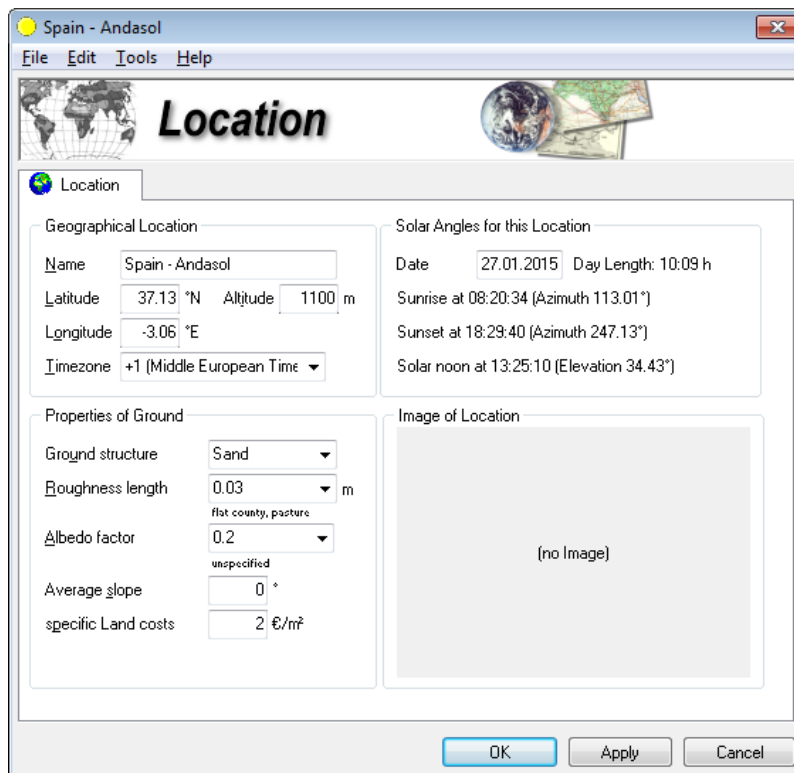 Spain - Andasol
File Edit Tools Help
Location
Location
Geographical Location
Name Spain - Andasol
Latitude 37.13 °N Altitude 1100 m
Longitude -3.06 °E
Timezone +1 (Middle European Time
Solar Angles for this Location
Date 27.01.2015 Day Length: 10:09 h
Sunrise at 08:20:34 (Azimuth 113.01°)
Sunset at 18:29:40 (Azimuth 247.13°)
Solar noon at 13:25:10 (Elevation 34.43°)
Properties of Ground
Ground structure Sand
Roughness length 0.03 m
flat county, pasture
Albedo factor 0.2
unspecified
Average slope 0 °
specific Land costs 2 €/m²
Image of Location
(no Image)
OK Apply Cancel